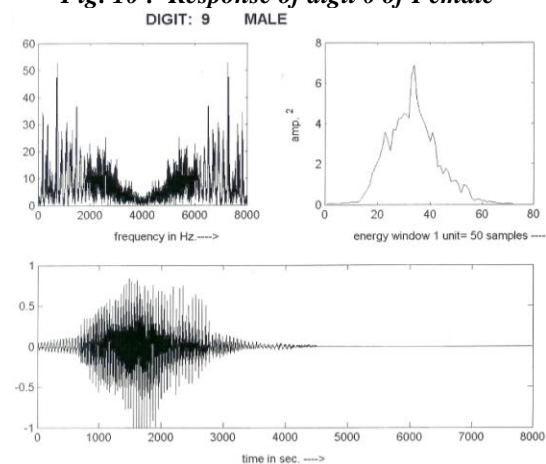 Fig. 10 : Response of digit 0 of Female
DIGIT: 9 MALE
60
50
40
30
20
10
0
0 2000 4000 6000 8000
frequency in Hz.---->
8
6
4
2
0
amp. 2
0 20 40 60 80
energy window 1 unit= 50 samples ----
1
0.5
0
-0.5
-1
0 1000 2000 3000 4000 5000 6000 7000 8000
time in sec. ---->